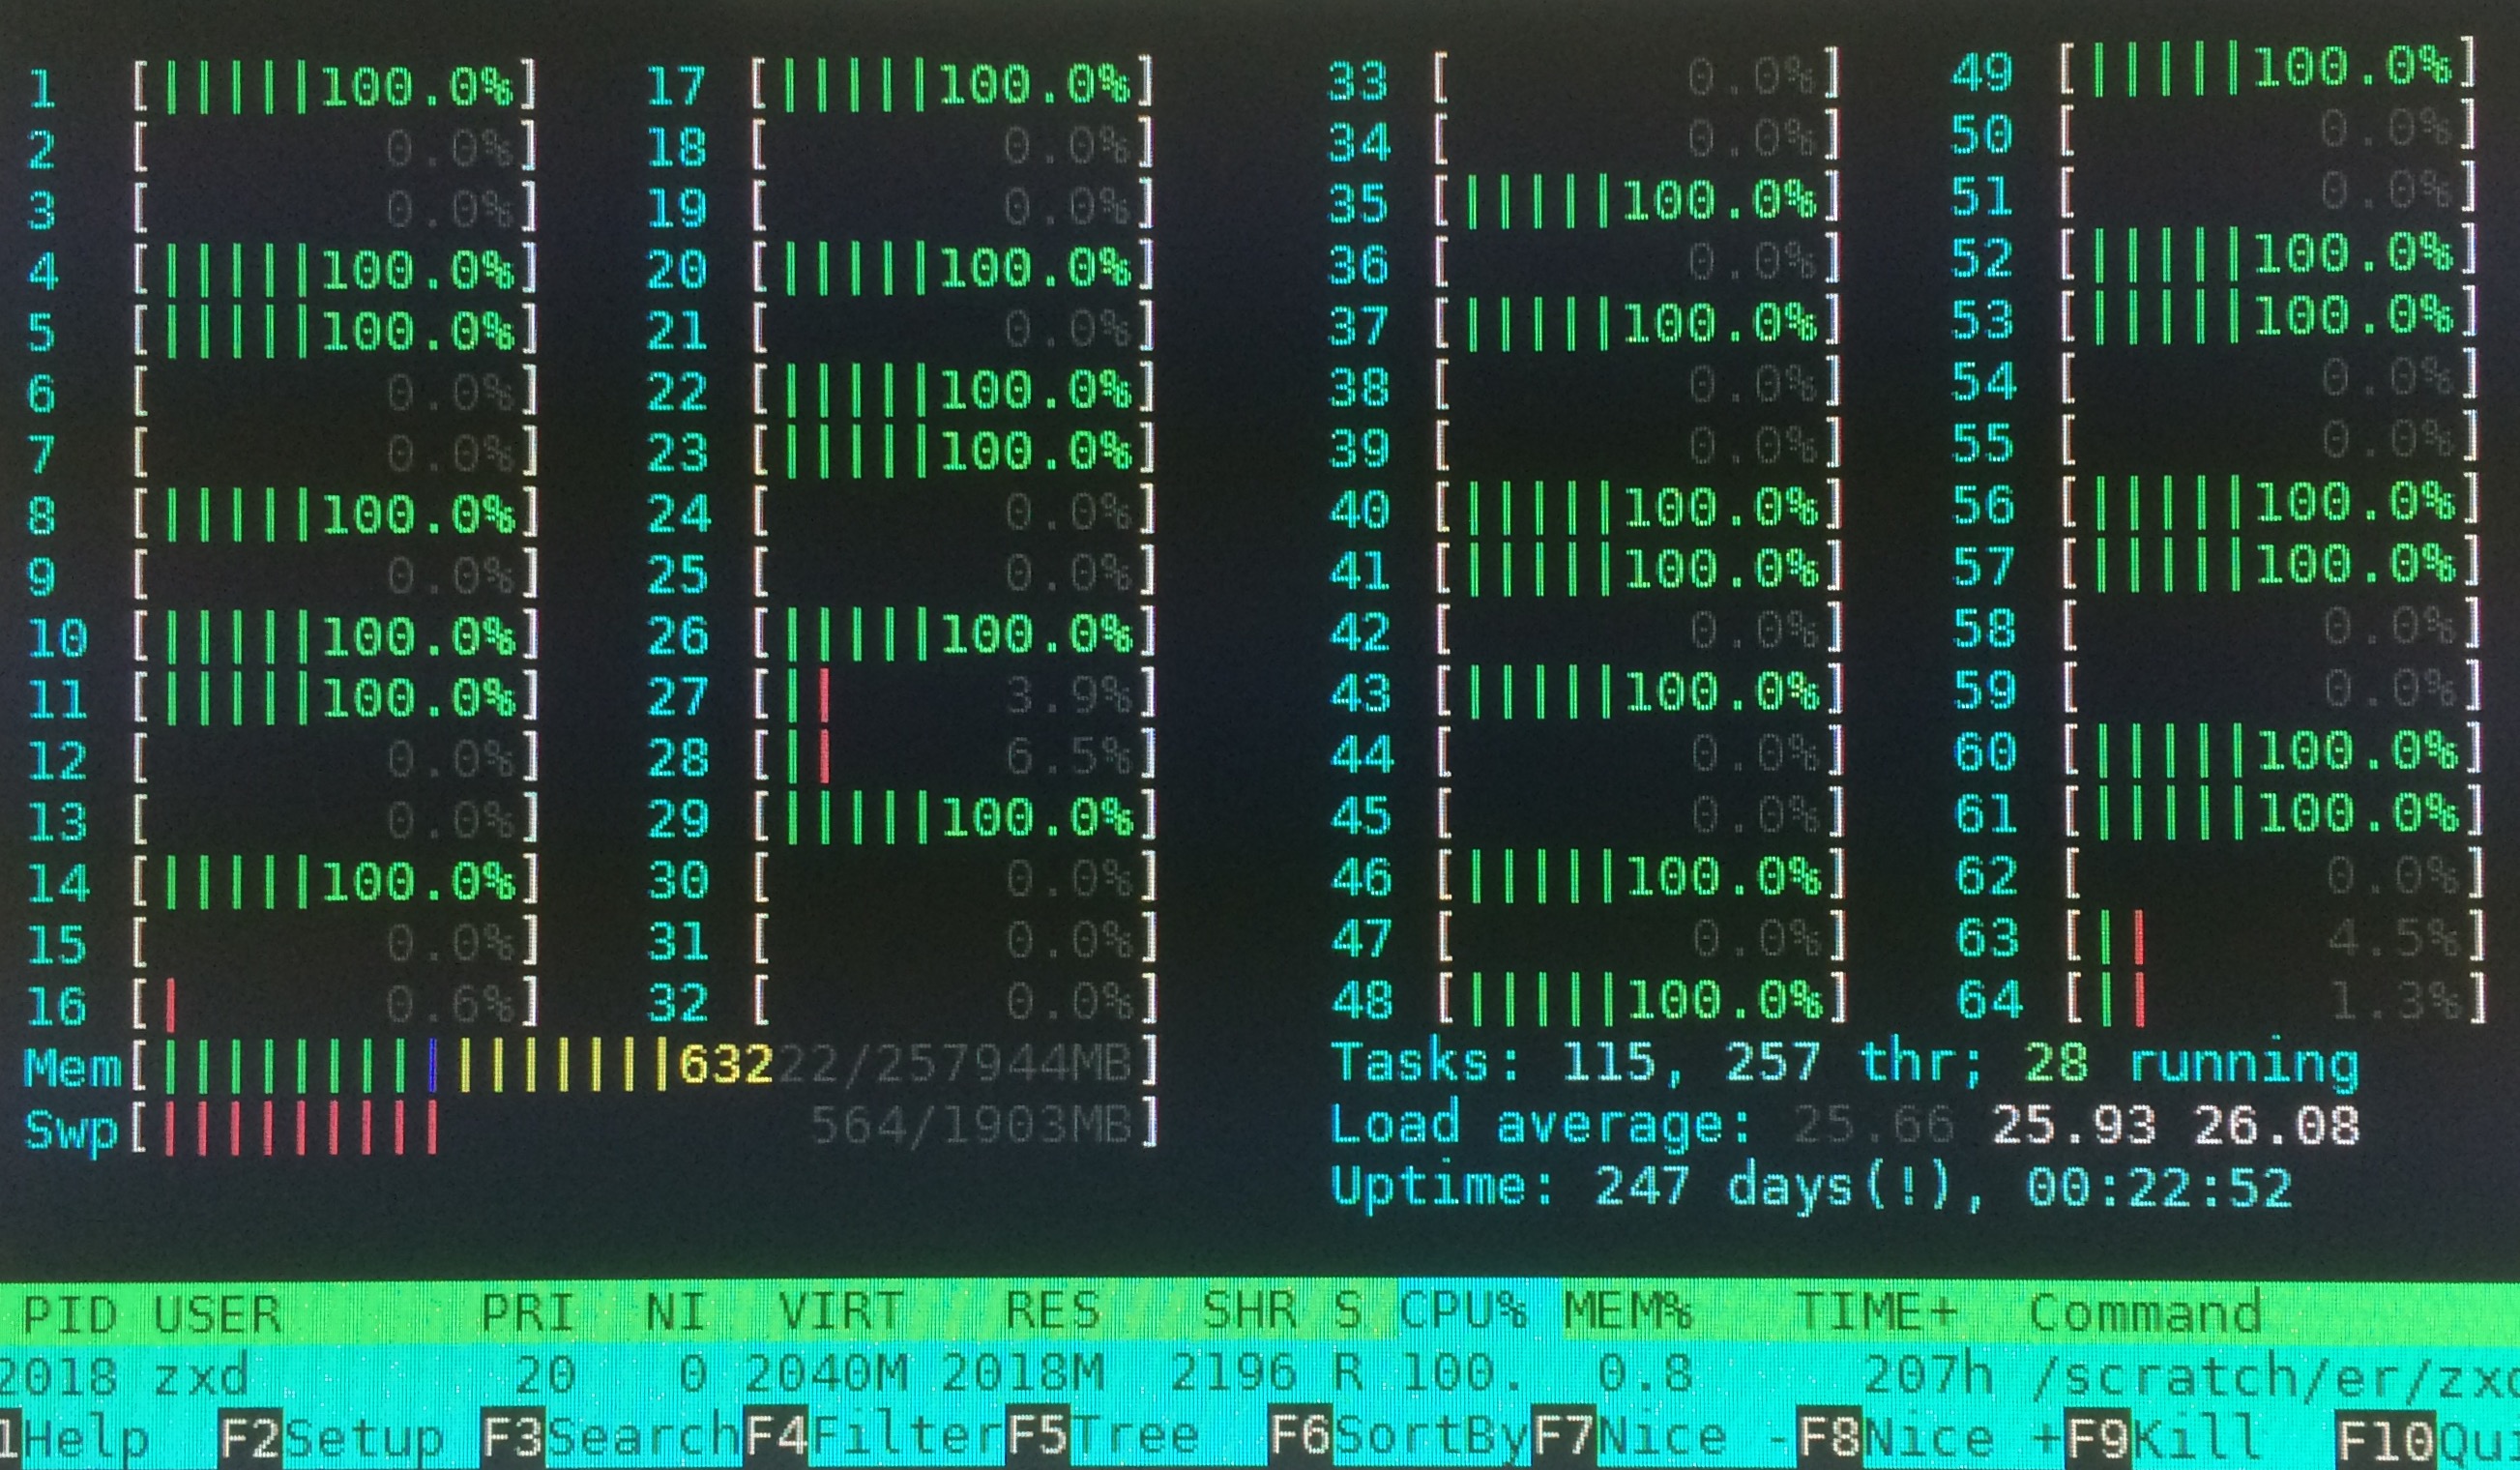 1 [|||||100.0%] 17 [|||||100.0%] 33 [ 0.0%] 49 [|||||100.0%]
2 [ 0.0%] 18 [ 0.0%] 34 [ 0.0%] 50 [ 0.0%]
3 [ 0.0%] 19 [ 0.0%] 35 [|||||100.0%] 51 [ 0.0%]
4 [|||||100.0%] 20 [|||||100.0%] 36 [ 0.0%] 52 [|||||100.0%]
5 [|||||100.0%] 21 [ 0.0%] 37 [|||||100.0%] 53 [|||||100.0%]
6 [ 0.0%] 22 [|||||100.0%] 38 [ 0.0%] 54 [ 0.0%]
7 [ 0.0%] 23 [|||||100.0%] 39 [ 0.0%] 55 [ 0.0%]
8 [|||||100.0%] 24 [ 0.0%] 40 [|||||100.0%] 56 [|||||100.0%]
9 [ 0.0%] 25 [ 0.0%] 41 [|||||100.0%] 57 [|||||100.0%]
10 [|||||100.0%] 26 [|||||100.0%] 42 [ 0.0%] 58 [ 0.0%]
11 [|||||100.0%] 27 [|| 3.9%] 43 [|||||100.0%] 59 [ 0.0%]
12 [ 0.0%] 28 [|| 6.5%] 44 [ 0.0%] 60 [|||||100.0%]
13 [ 0.0%] 29 [|||||100.0%] 45 [ 0.0%] 61 [|||||100.0%]
14 [|||||100.0%] 30 [ 0.0%] 46 [|||||100.0%] 62 [ 0.0%]
15 [ 0.0%] 31 [ 0.0%] 47 [ 0.0%] 63 [|| 4.5%]
16 [| 0.6%] 32 [ 0.0%] 48 [|||||100.0%] 64 [|| 1.3%]
Mem[||||||||||||||||63222/257944MB] Tasks: 115, 257 thr; 28 running
Swp[||||||||| 564/1903MB] Load average: 25.66 25.93 26.08
Uptime: 247 days(!), 00:22:52
PID USER PRI NI VIRT RES SHR S CPU% MEM% TIME+ Command
2018 zxd 20 0 2040M 2018M 2196 R 100. 0.8 207h /scratch/er/zxd
1Help F2Setup F3SearchF4FilterF5Tree F6SortByF7Nice -F8Nice +F9Kill F10Qui